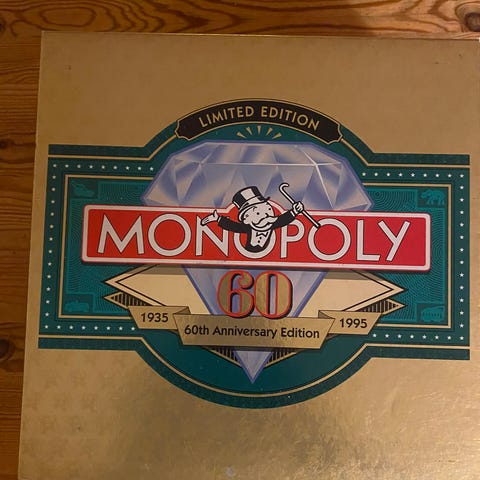 LIMITED EDITION
MONOPOLY
60
1935
60th Anniversary Edition
1995